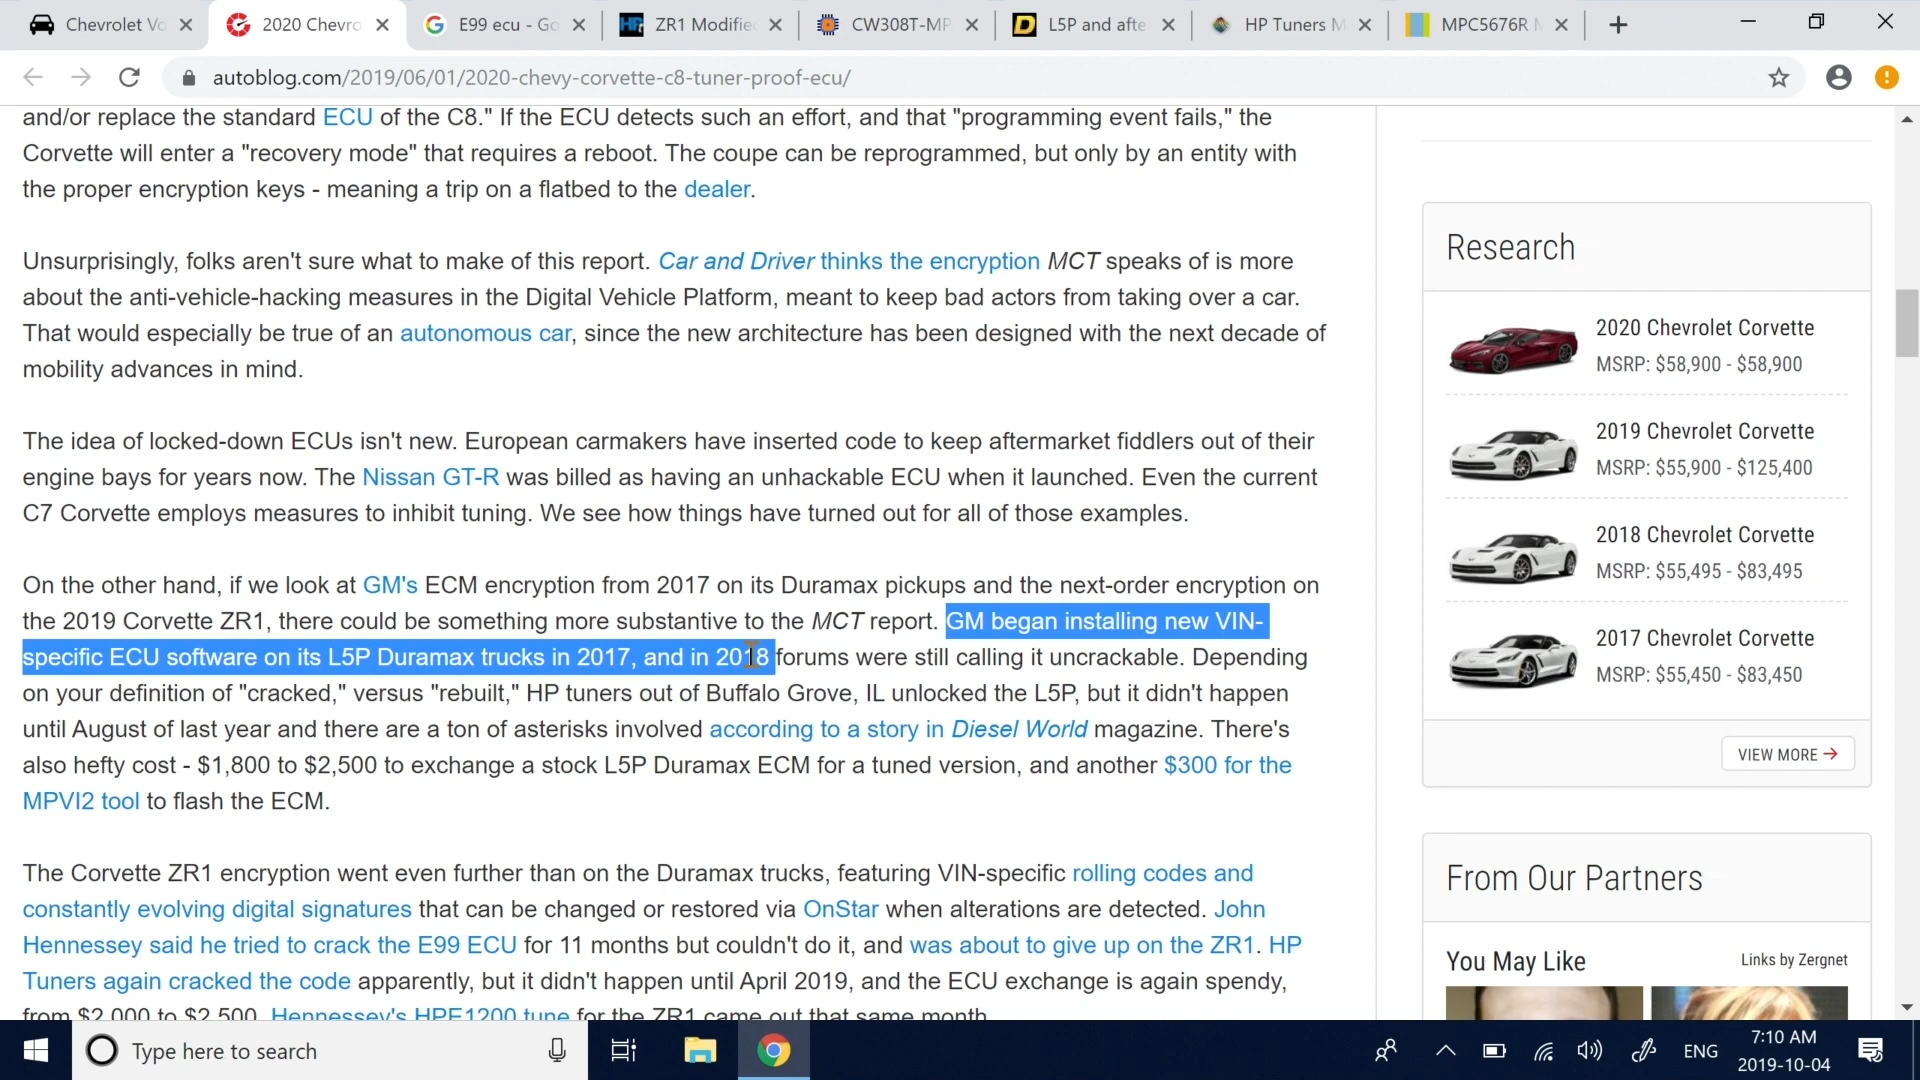 Chevrolet Vo
2020 Chevro
E99 ecu - Go
ZR1 Modified
CW308T-MP
L5P and afte
HP Tuners M
MPC5676R M
autoblog.com/2019/06/01/2020-chevy-corvette-c8-tuner-proof-ecu/
and/or replace the standard ECU of the C8." If the ECU detects such an effort, and that "programming event fails," the
Corvette will enter a "recovery mode" that requires a reboot. The coupe can be reprogrammed, but only by an entity with
the proper encryption keys - meaning a trip on a flatbed to the dealer.
Unsurprisingly, folks aren't sure what to make of this report. Car and Driver thinks the encryption MCT speaks of is more
about the anti-vehicle-hacking measures in the Digital Vehicle Platform, meant to keep bad actors from taking over a car.
That would especially be true of an autonomous car, since the new architecture has been designed with the next decade of
mobility advances in mind.
The idea of locked-down ECUs isn't new. European carmakers have inserted code to keep aftermarket fiddlers out of their
engine bays for years now. The Nissan GT-R was billed as having an unhackable ECU when it launched. Even the current
C7 Corvette employs measures to inhibit tuning. We see how things have turned out for all of those examples.
On the other hand, if we look at GM's ECM encryption from 2017 on its Duramax pickups and the next-order encryption on
the 2019 Corvette ZR1, there could be something more substantive to the MCT report. GM began installing new VIN-
specific ECU software on its L5P Duramax trucks in 2017, and in 2018 forums were still calling it uncrackable. Depending
on your definition of "cracked," versus "rebuilt," HP tuners out of Buffalo Grove, IL unlocked the L5P, but it didn't happen
until August of last year and there are a ton of asterisks involved according to a story in Diesel World magazine. There's
also hefty cost - $1,800 to $2,500 to exchange a stock L5P Duramax ECM for a tuned version, and another $300 for the
MPVI2 tool to flash the ECM.
The Corvette ZR1 encryption went even further than on the Duramax trucks, featuring VIN-specific rolling codes and
constantly evolving digital signatures that can be changed or restored via OnStar when alterations are detected. John
Hennessey said he tried to crack the E99 ECU for 11 months but couldn't do it, and was about to give up on the ZR1. HP
Tuners again cracked the code apparently, but it didn't happen until April 2019, and the ECU exchange is again spendy,
from $2,000 to $2,500. Hennessey's HPE1200 tune for the ZR1 came out that same month.
Research
2020 Chevrolet Corvette
MSRP: $58,900 - $58,900
2019 Chevrolet Corvette
MSRP: $55,900 - $125,400
2018 Chevrolet Corvette
MSRP: $55,495 - $83,495
2017 Chevrolet Corvette
MSRP: $55,450 - $83,450
VIEW MORE
From Our Partners
You May Like
Links by Zergnet
Type here to search
ENG
7:10 AM
2019-10-04